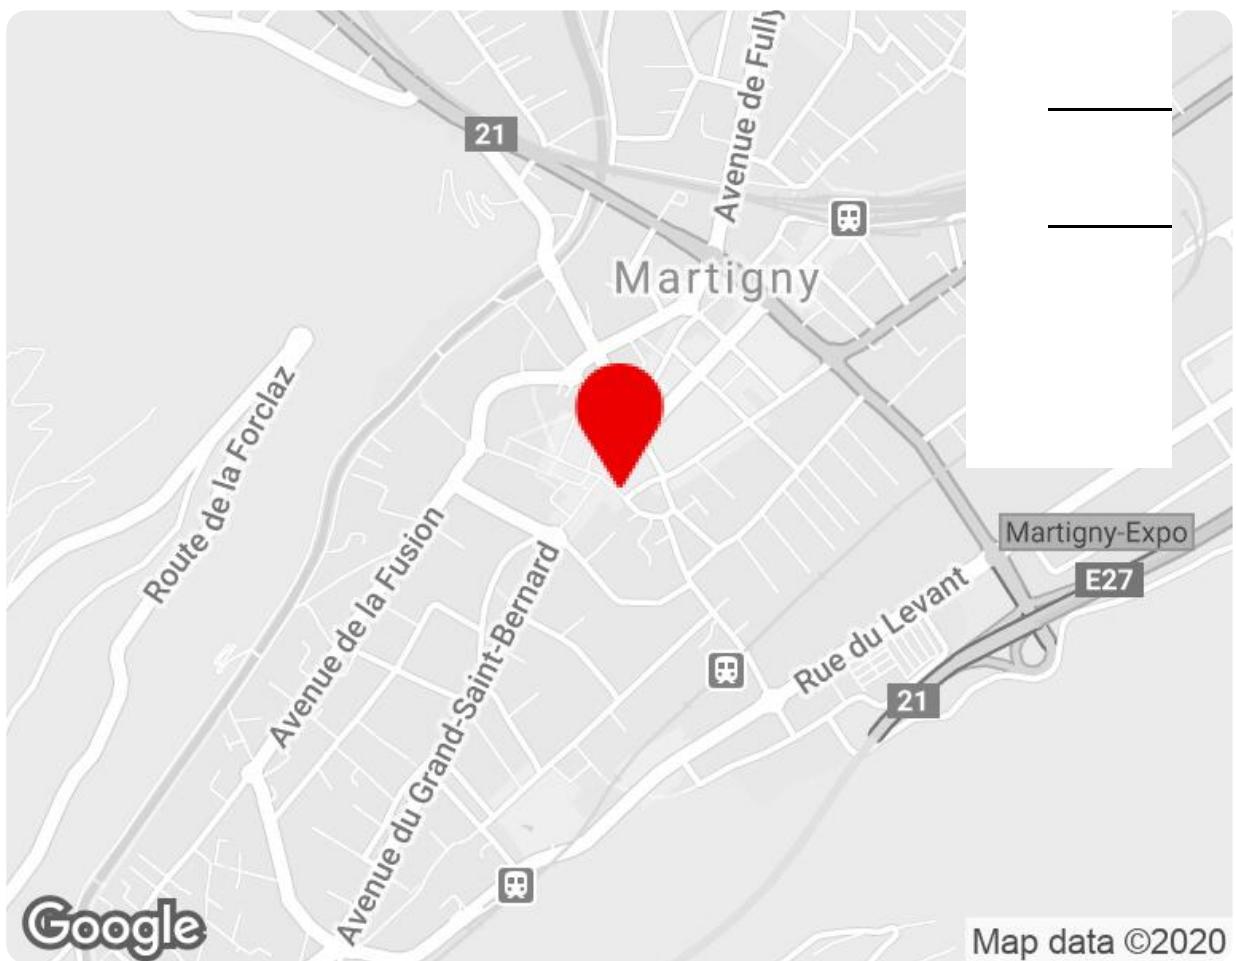 Avenue de Fully
21
Martigny
Route de la Forclaz
Avenue de la Fusion
Martigny-Expo
E27
Rue du Levant
Avenue du Grand-Saint-Bernard
21
Google
Map data ©2020